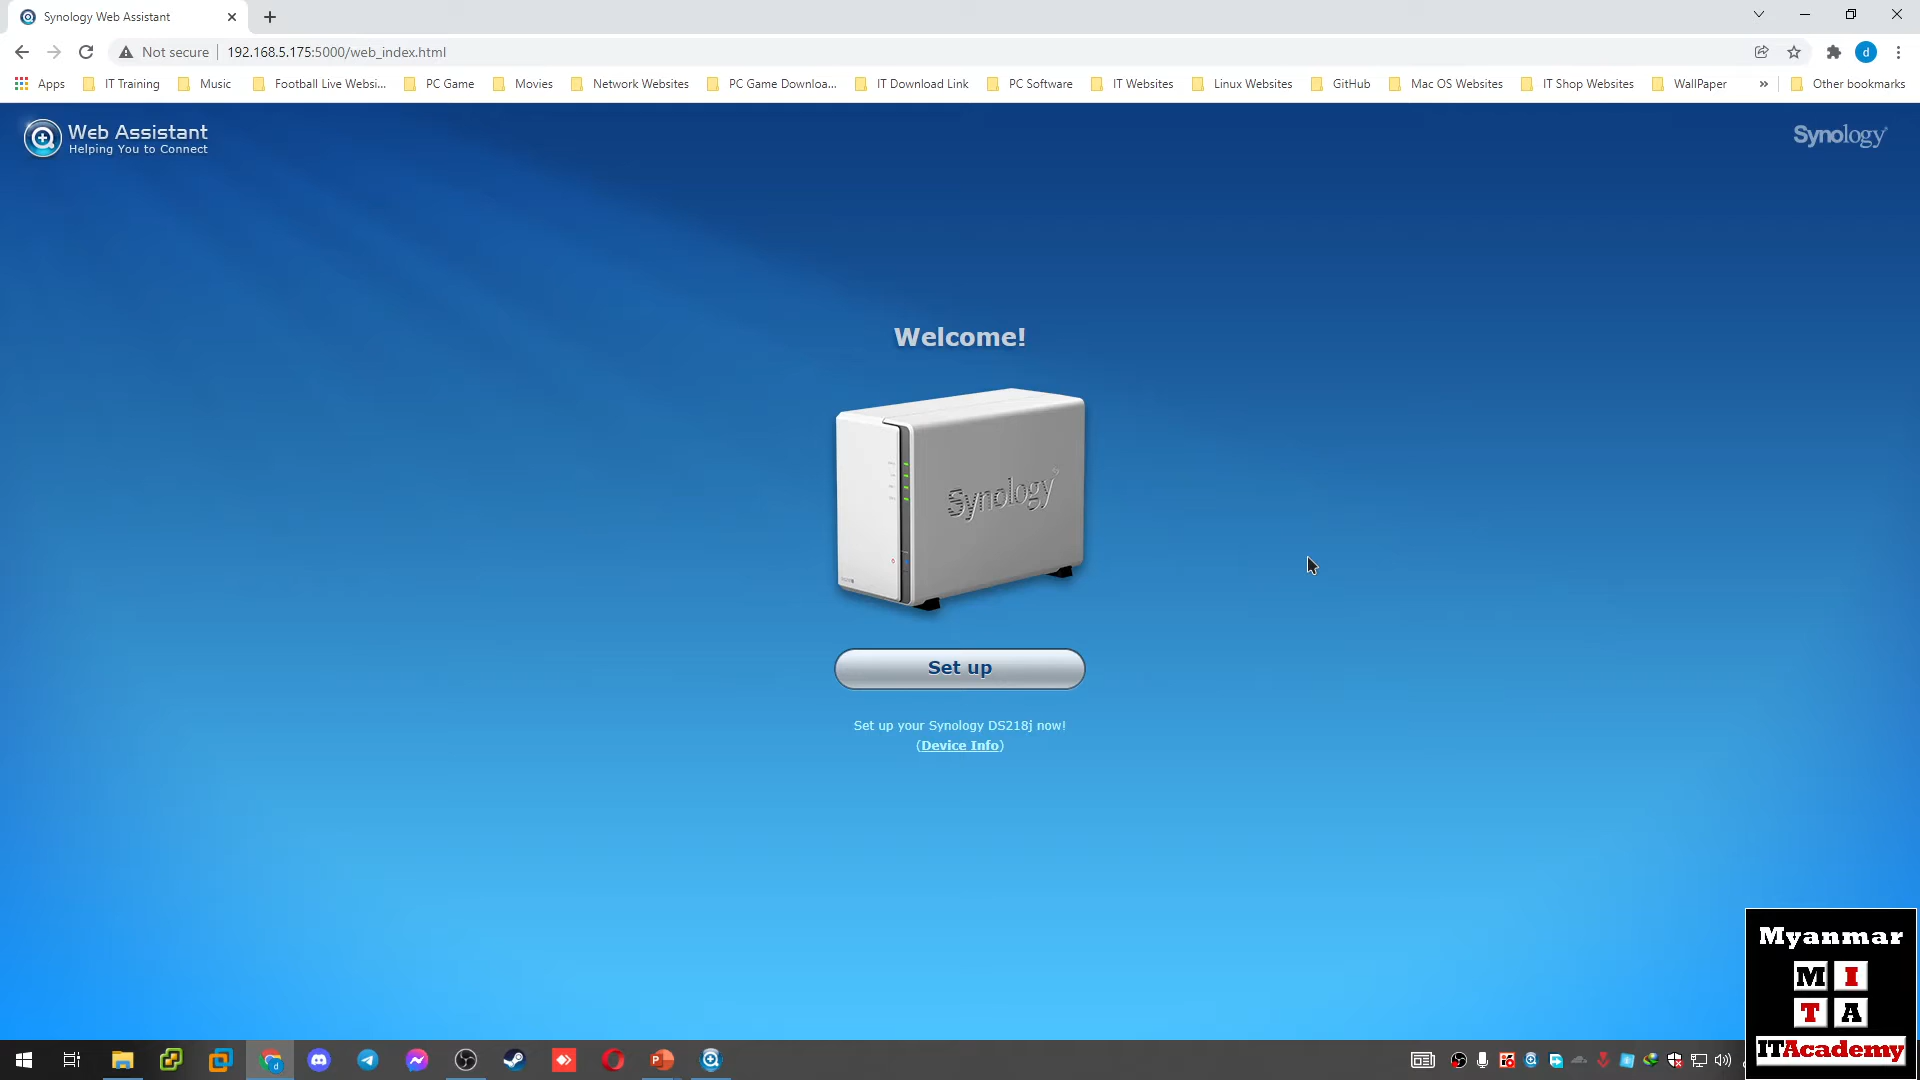 Synology Web Assistant
Not secure
192.168.5.175:5000/web_index.html
d
Apps
IT Training
Music
Football Live Websi...
PC Game
Movies
Network Websites
PC Game Downloa...
IT Download Link
PC Software
IT Websites
Linux Websites
GitHub
Mac OS Websites
IT Shop Websites
WallPaper
»
Other bookmarks
Web Assistant
Helping You to Connect
Synology
Welcome!
Synology
Set up
Set up your Synology DS218j now!
(Device Info)
Myanmar
M I
T A
ITAcademy